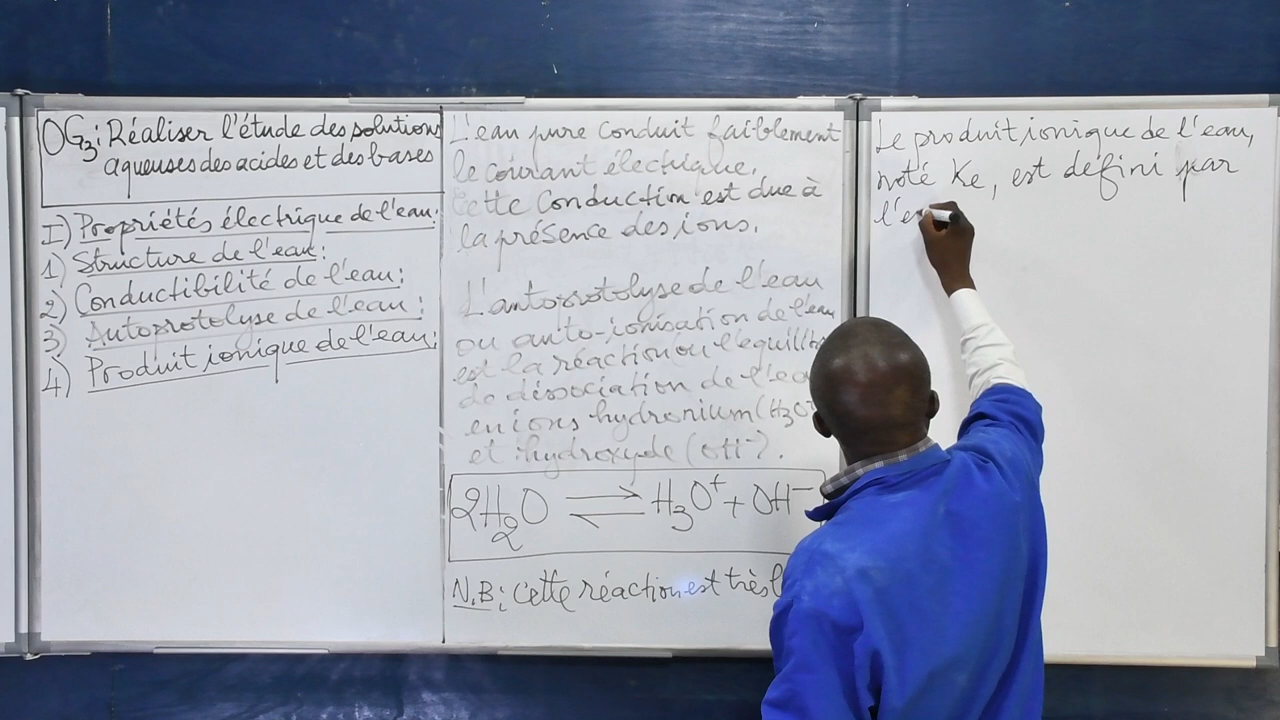 OG3: Réaliser l'étude des solutions
aqueuses des acides et des bases
I) Propriétés électrique de l'eau:
1) Structure de l'eau:
2) Conductibilité de l'eau:
3) Autoprotolyse de l'eau:
4) Produit ionique de l'eau:
L'eau pure conduit faiblement
le courant électrique.
Cette Conduction est due à
la présence des ions.
L'autoprotolyse de l'eau
ou auto-ionisation de l'eau
est la réaction ou l'équilib
de dissociation de l'ea
en ions hydronium (H3O
et hydroxyde (OH-).
2H2O ⇌ H3O+ + OH-
N.B: Cette réaction est très l
Le produit ionique de l'eau,
noté Ke, est défini par
l'e